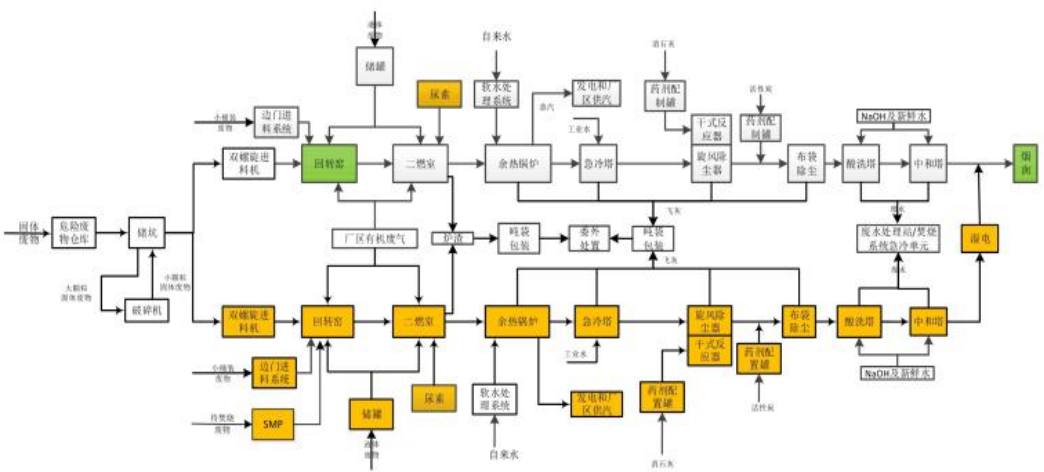 液体
废物
储罐
尿素
自来水
软水处
理系统
蒸汽
发电和厂
区供汽
工业水
消石灰
药剂配
制罐
干式反
应器
旋风除
尘器
活性炭
药剂配
制罐
NaOH及新鲜水
小桶装
废物
边门进
料系统
双螺旋进
料机
回转窑
二燃室
余热锅炉
急冷塔
布袋
除尘
酸洗塔
中和塔
烟囱
固体
废物
危险废
物仓库
储坑
大颗粒
固体废物
小颗粒
固体废物
破碎机
厂区有机废气
炉渣
吨袋
包装
委外
处置
飞灰
吨袋
包装
飞灰
废水
废水处理站/焚烧
系统急冷单元
废水
湿电
双螺旋进
料机
回转窑
二燃室
余热锅炉
急冷塔
旋风除
尘器
干式反
应器
布袋
除尘
酸洗塔
中和塔
小桶装
废物
边门进
料系统
待焚烧
废物
SMP
储罐
液体
废物
尿素
软水处
理系统
自来水
工业水
发电和厂
区供汽
药剂配
置罐
消石灰
药剂配
置罐
活性炭
NaOH及新鲜水